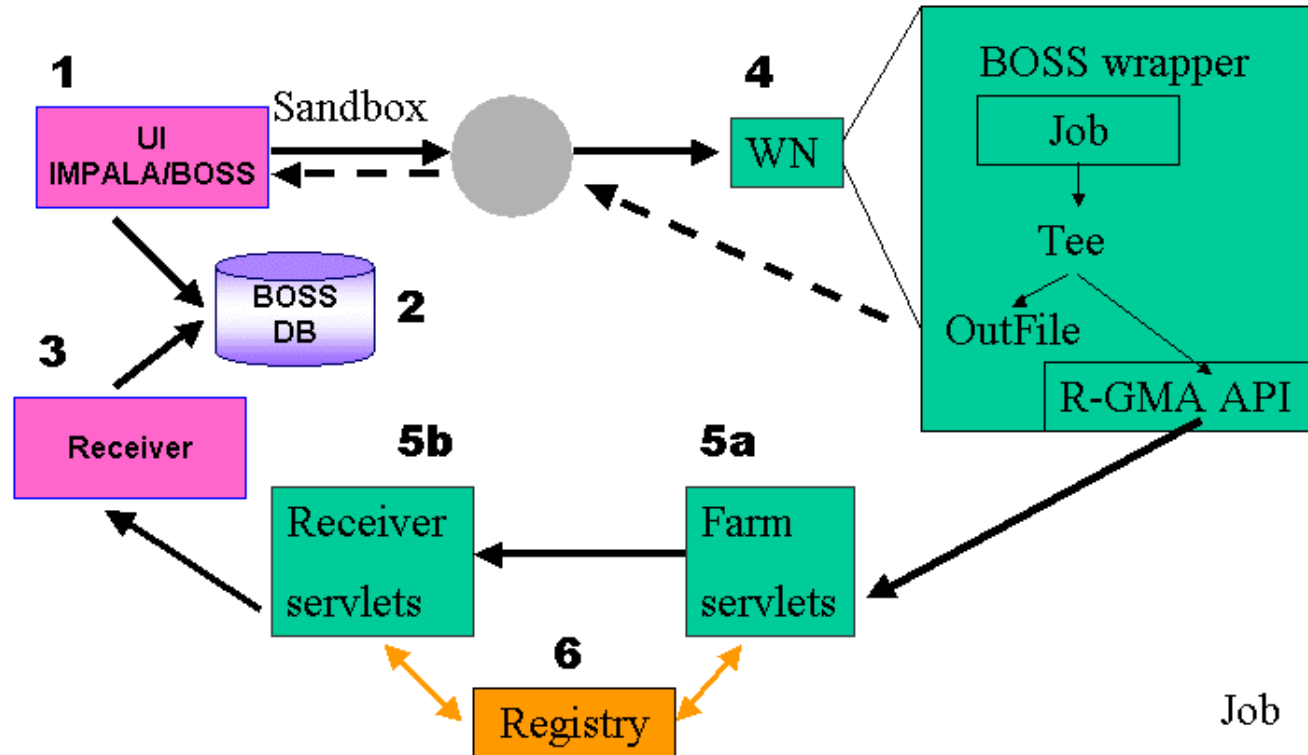 1
4
BOSS wrapper
Sandbox
UI
IMPALA/BOSS
WN
Job
Tee
BOSS
DB
2
OutFile
3
R-GMA API
Receiver
5b
5a
Receiver
servlets
Farm
servlets
6
Registry
Job